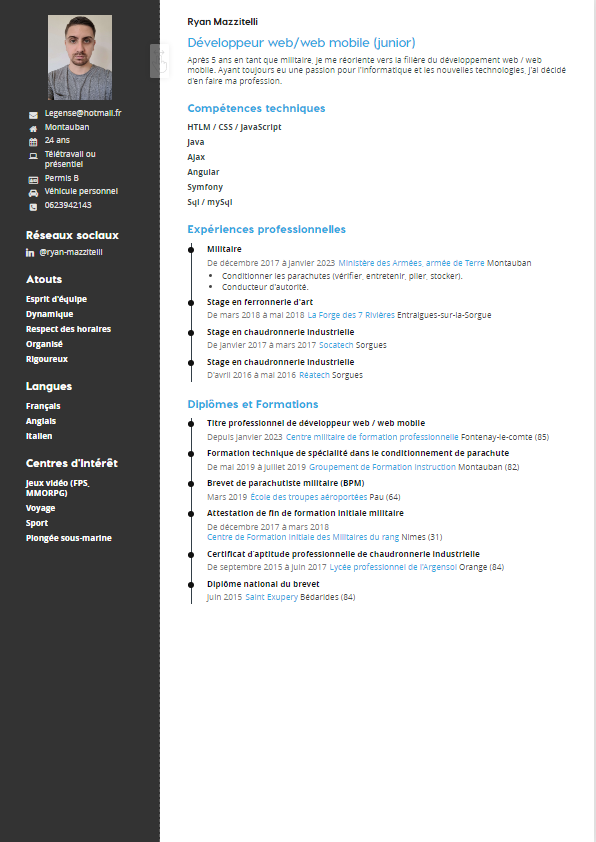 Legense@hotmail.fr
Montauban
24 ans
Télétravail ou
présentiel
Permis B
Véhicule personnel
0623942143
Réseaux sociaux
in @ryan-mazzitelli
Atouts
Esprit d'équipe
Dynamique
Respect des horaires
Organisé
Rigoureux
Langues
Français
Anglais
Italien
Centres d'intérêt
Jeux vidéo (FPS,
MMORPG)
Voyage
Sport
Plongée sous-marine
Ryan Mazzitelli
Développeur web/web mobile (junior)
Après 5 ans en tant que militaire, je me réoriente vers la filière du développement web / web
mobile. Ayant toujours eu une passion pour l'informatique et les nouvelles technologies, j'ai décidé
d'en faire ma profession.
Compétences techniques
HTLM / CSS / JavaScript
Java
Ajax
Angular
Symfony
Sql / mySql
Expériences professionnelles
Militaire
De décembre 2017 à janvier 2023 Ministère des Armées, armée de Terre Montauban
• Conditionner les parachutes (vérifier, entretenir, plier, stocker).
• Conducteur d'autorité.
Stage en ferronnerie d'art
De mars 2018 à mai 2018 La Forge des 7 Rivières Entraigues-sur-la-Sorgue
Stage en chaudronnerie industrielle
De janvier 2017 à mars 2017 Socatech Sorgues
Stage en chaudronnerie industrielle
D'avril 2016 à mai 2016 Réatech Sorgues
Diplômes et Formations
Titre professionnel de développeur web / web mobile
Depuis janvier 2023 Centre militaire de formation professionnelle Fontenay-le-comte (85)
Formation technique de spécialité dans le conditionnement de parachute
De mai 2019 à juillet 2019 Groupement de Formation Instruction Montauban (82)
Brevet de parachutiste militaire (BPM)
Mars 2019 École des troupes aéroportées Pau (64)
Attestation de fin de formation initiale militaire
De décembre 2017 à mars 2018
Centre de Formation Initiale des Militaires du rang Nîmes (31)
Certificat d'aptitude professionnelle de chaudronnerie industrielle
De septembre 2015 à juin 2017 Lycée professionnel de l'Argensol Orange (84)
Diplôme national du brevet
Juin 2015 Saint Exupery Bédarides (84)